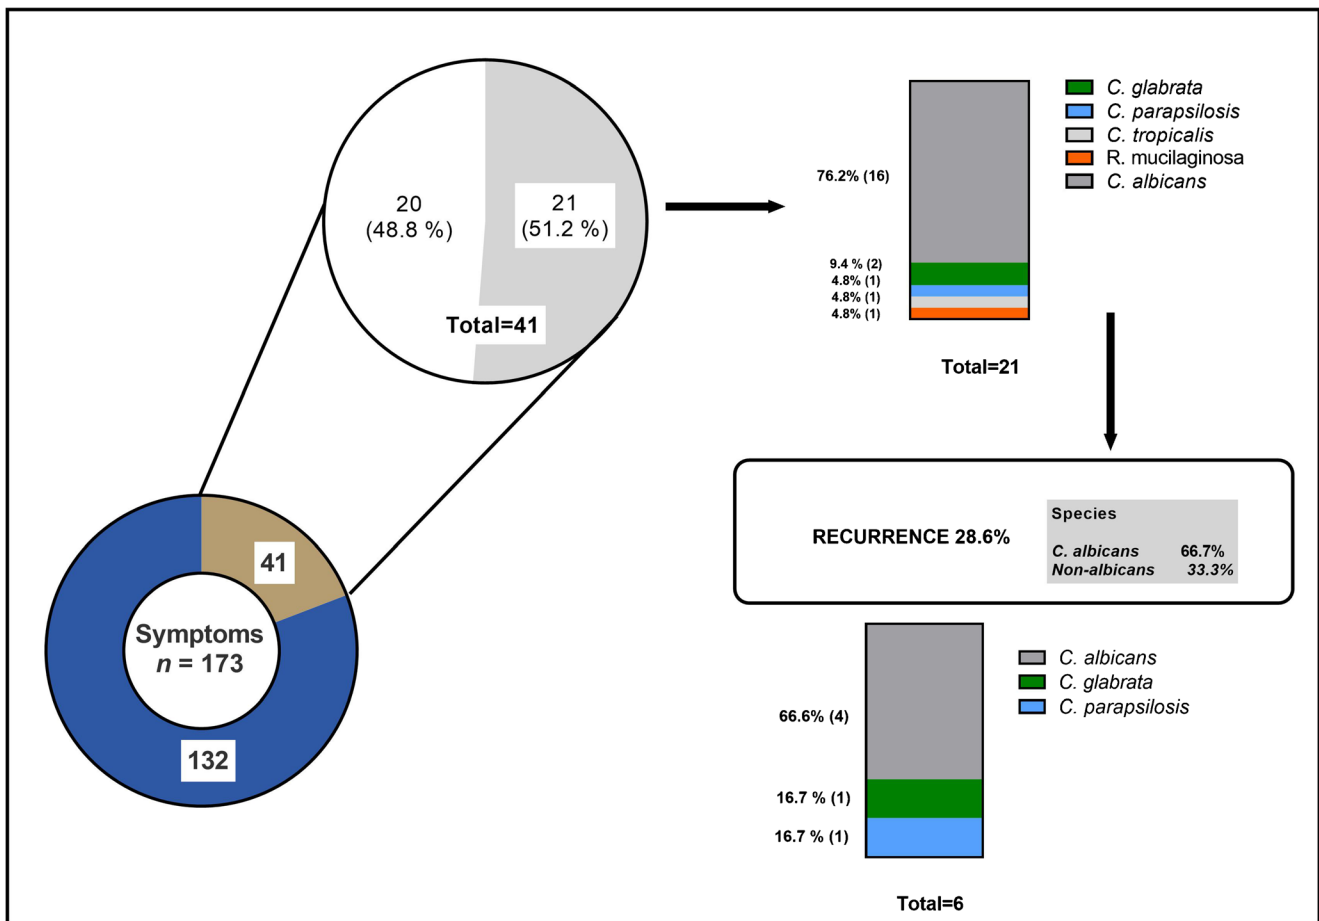 20
(48.8 %)
21
(51.2 %)
Total=41
41
Symptoms
n = 173
132
76.2% (16)
9.4 % (2)
4.8% (1)
4.8% (1)
4.8% (1)
Total=21
C. glabrata
C. parapsilosis
C. tropicalis
R. mucilaginosa
C. albicans
RECURRENCE 28.6%
Species
C. albicans 66.7%
Non-albicans 33.3%
66.6% (4)
16.7 % (1)
16.7 % (1)
Total=6
C. albicans
C. glabrata
C. parapsilosis